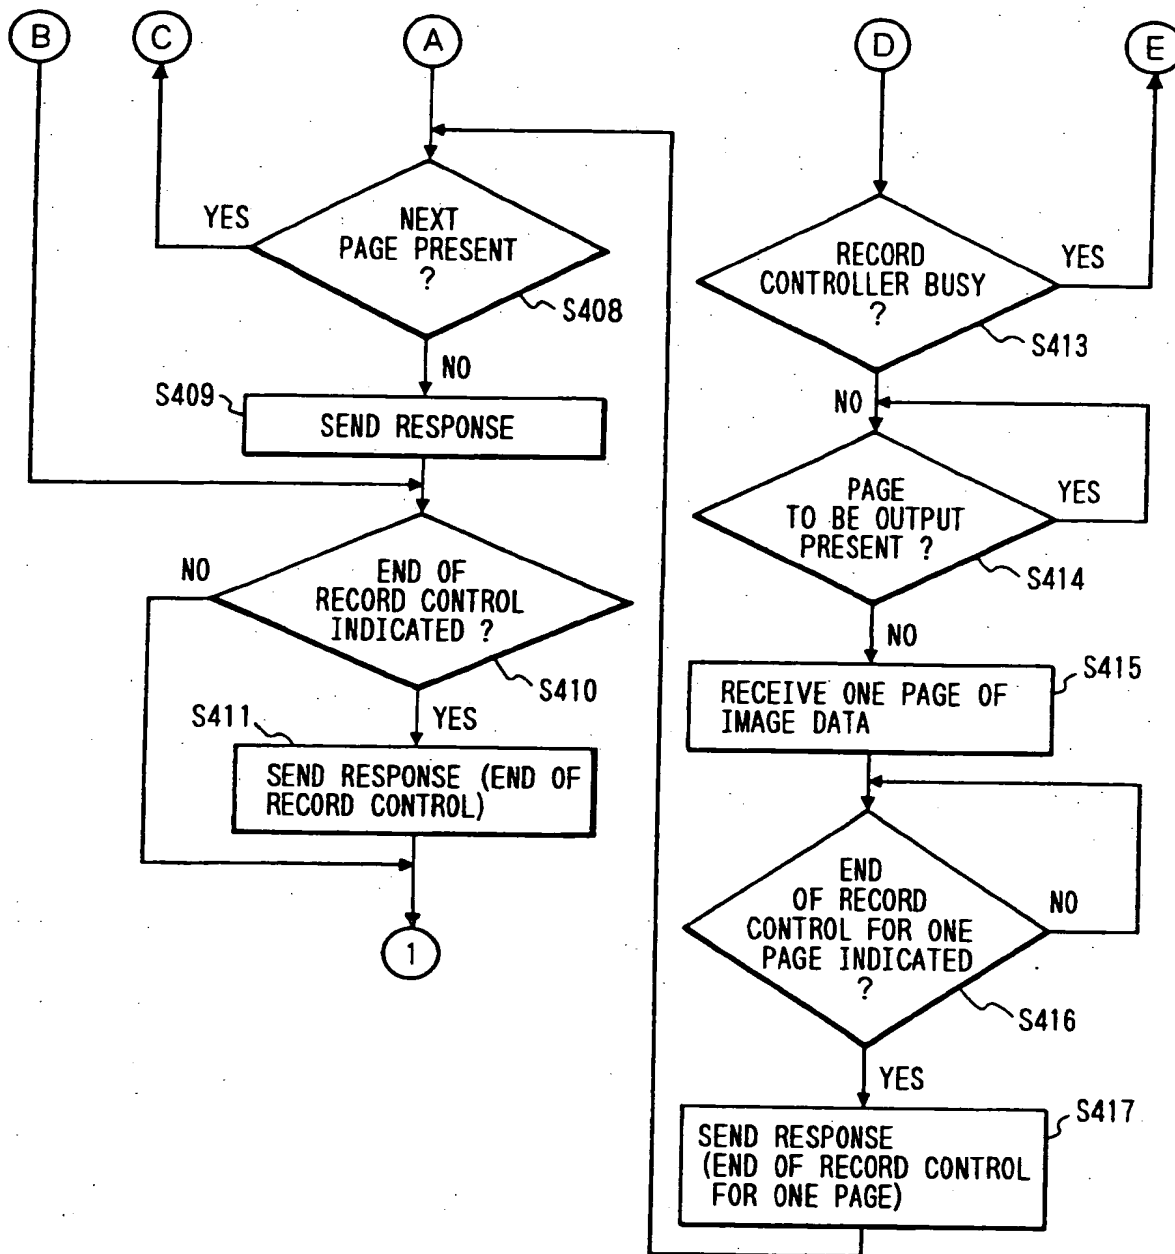 B
C
A
D
E
YES
NEXT
PAGE PRESENT
?
S408
NO
S409
SEND RESPONSE
NO
END OF
RECORD CONTROL
INDICATED ?
S410
YES
S411
SEND RESPONSE (END OF
RECORD CONTROL)
1
RECORD
CONTROLLER BUSY
?
YES
S413
NO
PAGE
TO BE OUTPUT
PRESENT ?
YES
S414
NO
S415
RECEIVE ONE PAGE OF
IMAGE DATA
END
OF RECORD
CONTROL FOR ONE
PAGE INDICATED
?
NO
S416
YES
S417
SEND RESPONSE
(END OF RECORD CONTROL
FOR ONE PAGE)